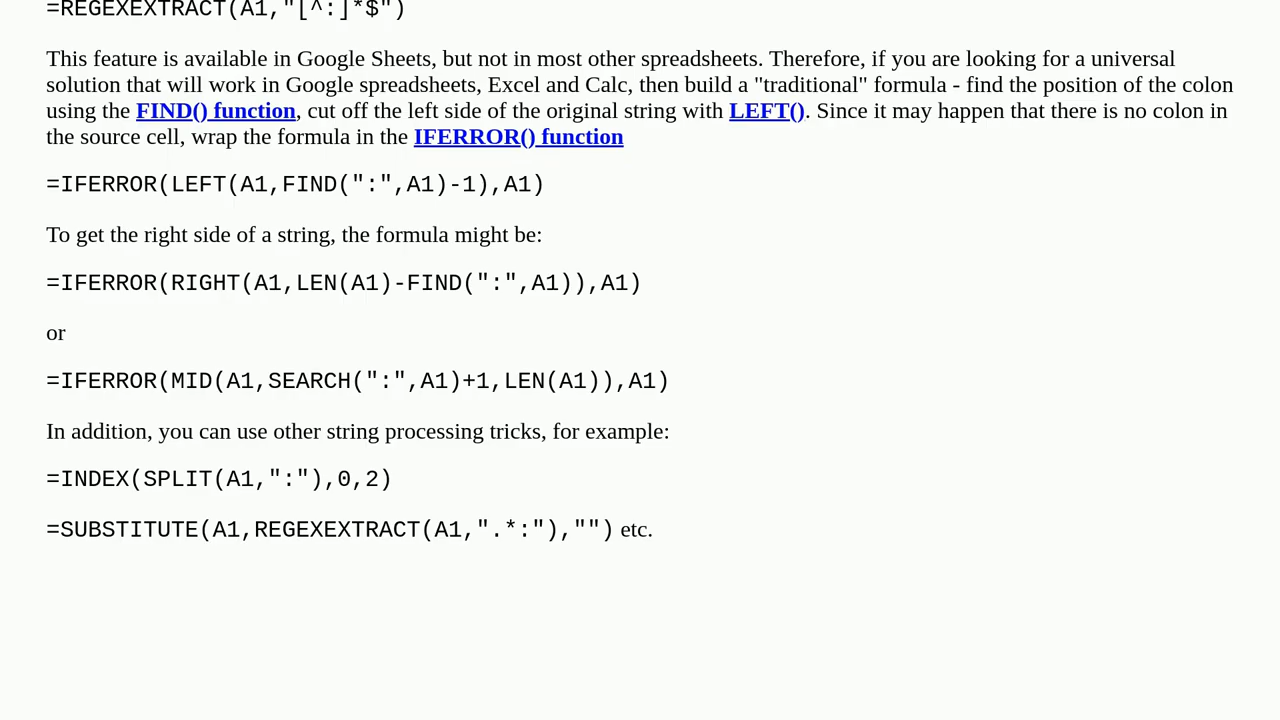 =REGEXEXTRACT(A1,"[^:]*$")
This feature is available in Google Sheets, but not in most other spreadsheets. Therefore, if you are looking for a universal
solution that will work in Google spreadsheets, Excel and Calc, then build a "traditional" formula - find the position of the colon
using the FIND() function, cut off the left side of the original string with LEFT(). Since it may happen that there is no colon in
the source cell, wrap the formula in the IFERROR() function
=IFERROR(LEFT(A1,FIND(":",A1)-1),A1)
To get the right side of a string, the formula might be:
=IFERROR(RIGHT(A1,LEN(A1)-FIND(":",A1)),A1)
or
=IFERROR(MID(A1,SEARCH(":",A1)+1,LEN(A1)),A1)
In addition, you can use other string processing tricks, for example:
=INDEX(SPLIT(A1,":"),0,2)
=SUBSTITUTE(A1,REGEXEXTRACT(A1,".*:"),"") etc.